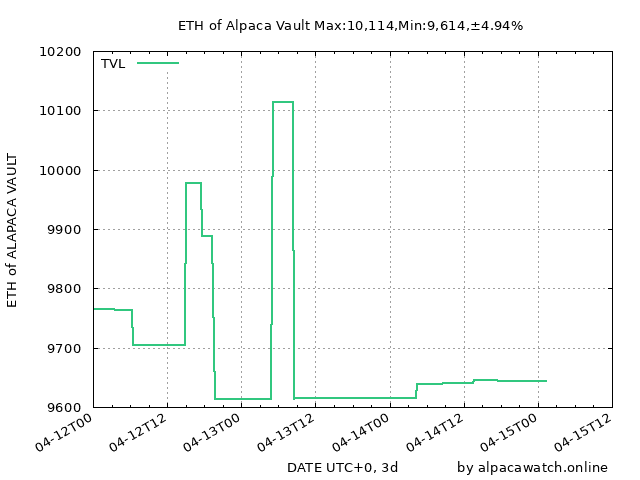 ETH of Alpaca Vault Max:10,114,Min:9,614,±4.94%
TVL
10200
10100
10000
9900
9800
9700
9600
ETH of ALAPACA VAULT
04-12T00
04-12T12
04-13T00
04-13T12
04-14T00
04-14T12
04-15T00
04-15T12
DATE UTC+0, 3d
by alpacawatch.online